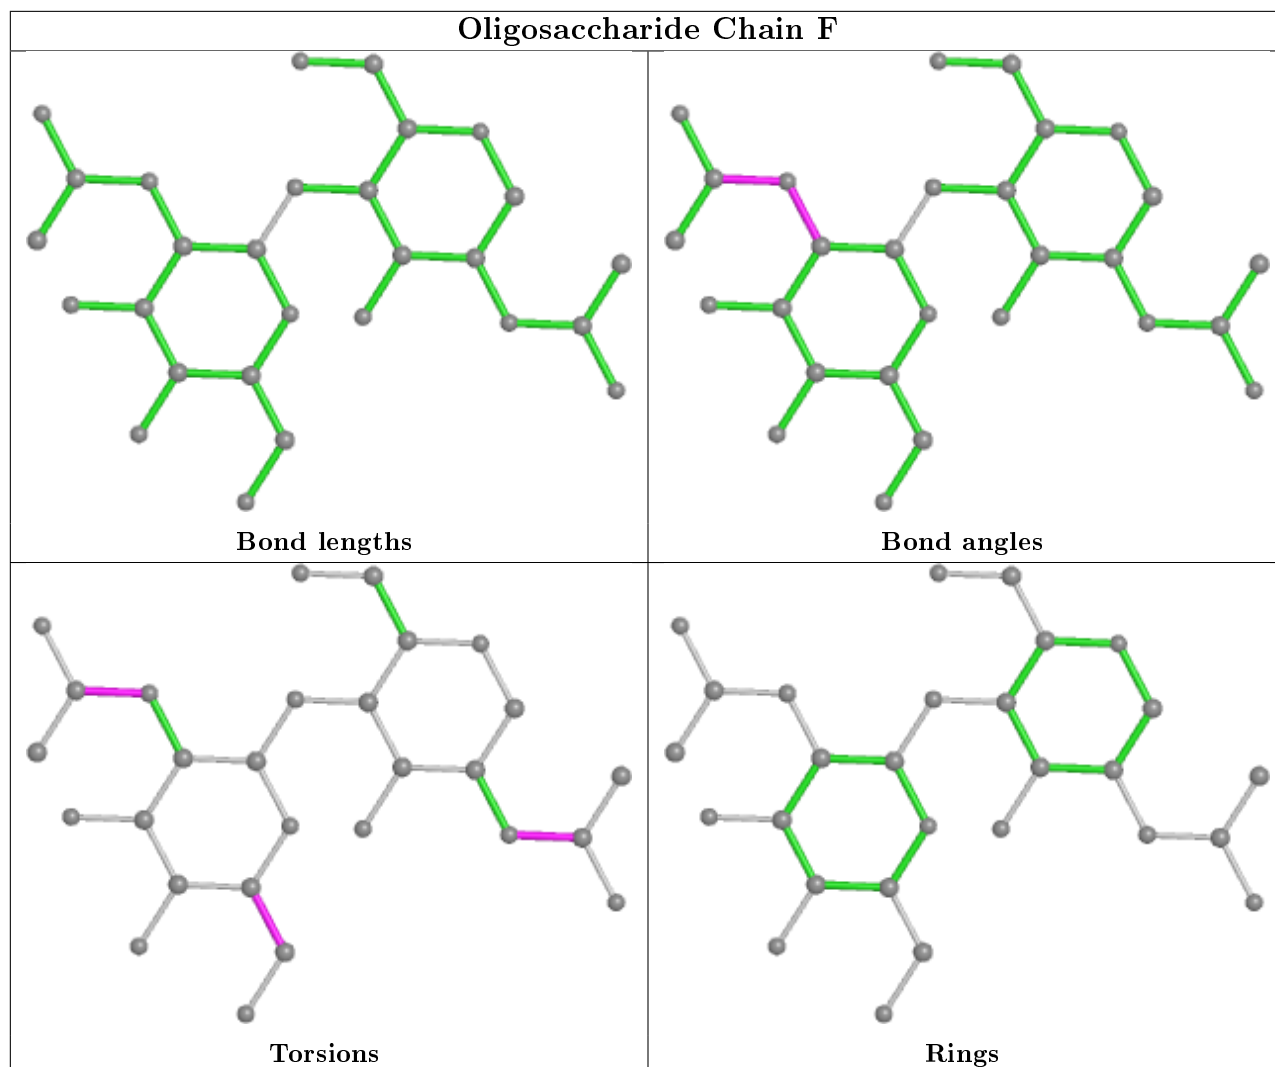 Oligosaccharide Chain F
Bond lengths
Bond angles
Torsions
Rings